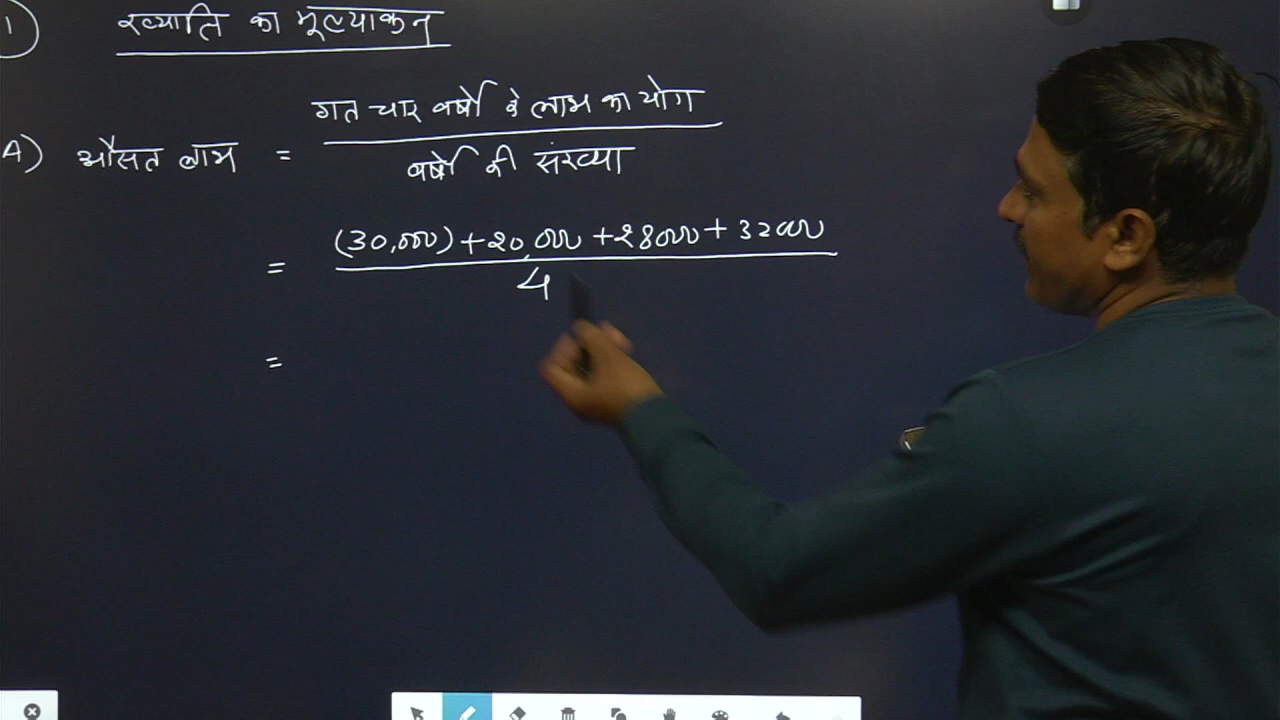 1 ख्याति का मूल्याकन
गत चार वर्षो के लाभ का योग
A) औसत लाभ =
वर्षो की संख्या
= (30,000) + 20,000 + 28000 + 32000
4
=